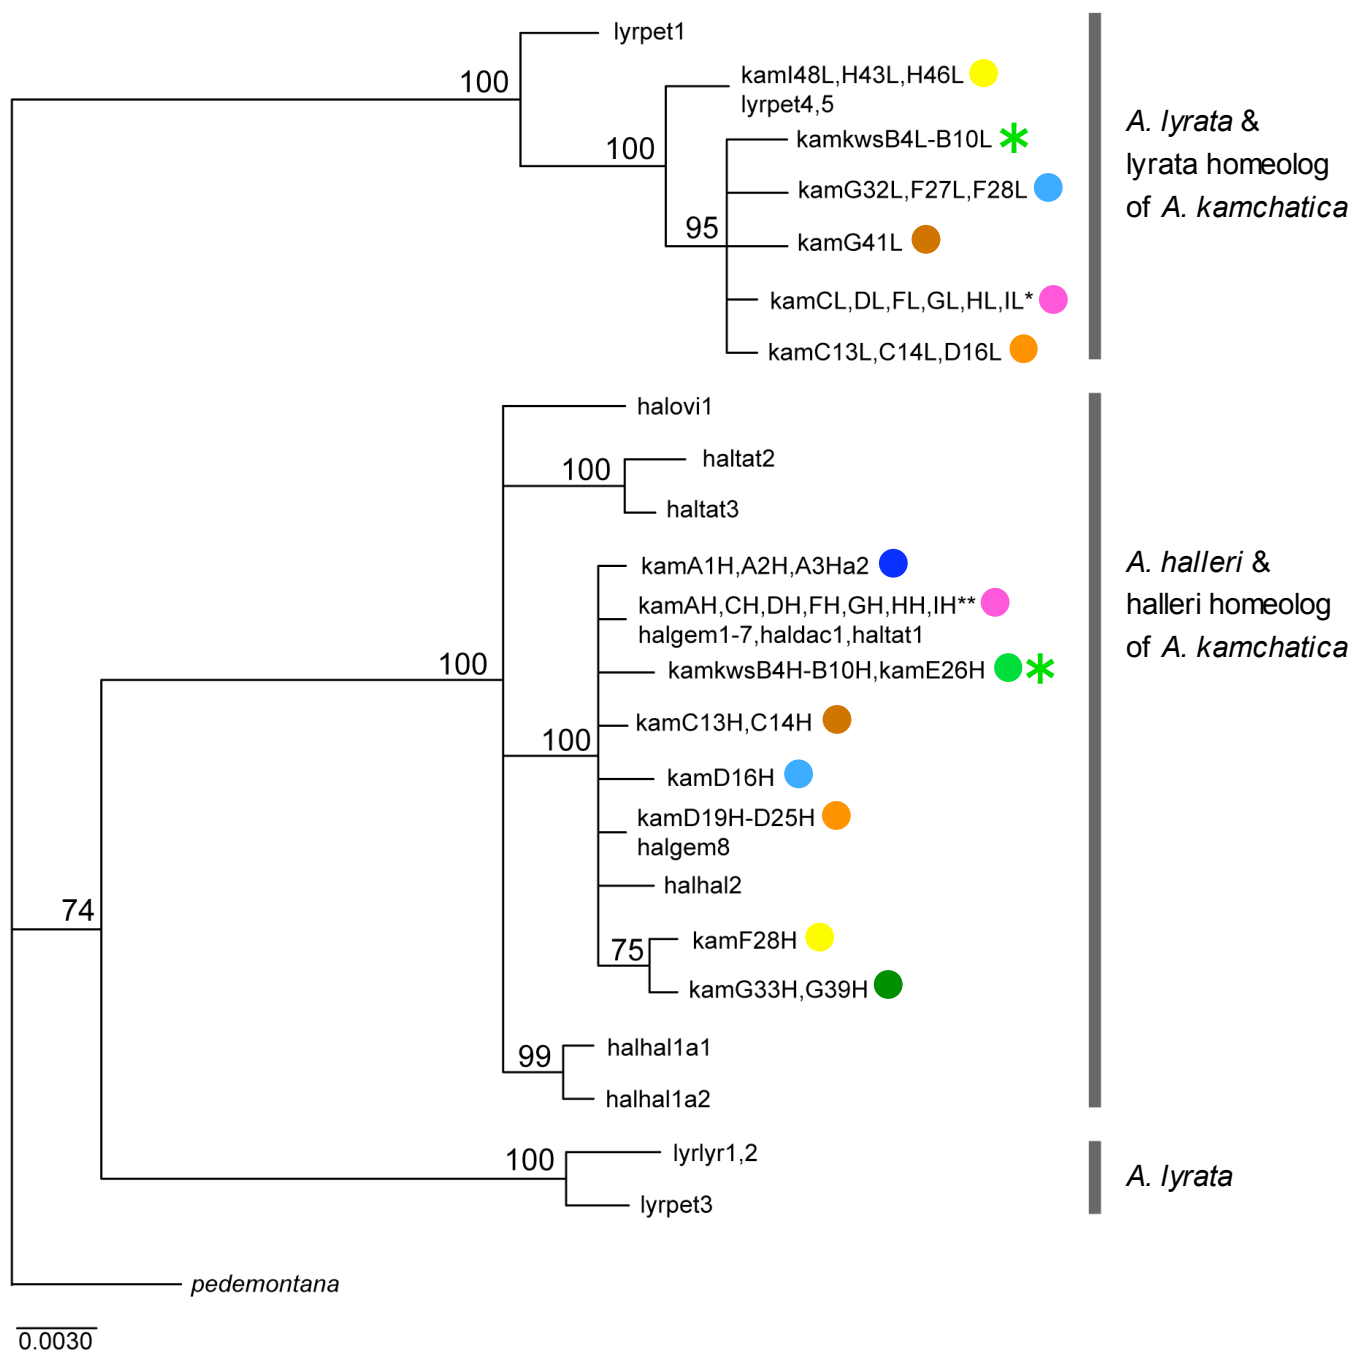 lyrpet1
100
kamI48L,H43L,H46L
lyrpet4,5
100
kamkwsB4L-B10L
kamG32L,F27L,F28L
95
kamG41L
kamCL,DL,FL,GL,HL,IL*
kamC13L,C14L,D16L
A. lyrata &
lyrata homeolog
of A. kamchatica
halovi1
haltat2
100
haltat3
kamA1H,A2H,A3Ha2
kamAH,CH,DH,FH,GH,HH,IH**
halgem1-7,haldac1,haltat1
100
kamkwsB4H-B10H,kamE26H
kamC13H,C14H
100
kamD16H
kamD19H-D25H
halgem8
halhal2
kamF28H
75
kamG33H,G39H
74
halhal1a1
99
halhal1a2
A. halleri &
halleri homeolog
of A. kamchatica
lyrlyr1,2
100
lyrpet3
A. lyrata
pedemontana
0.0030